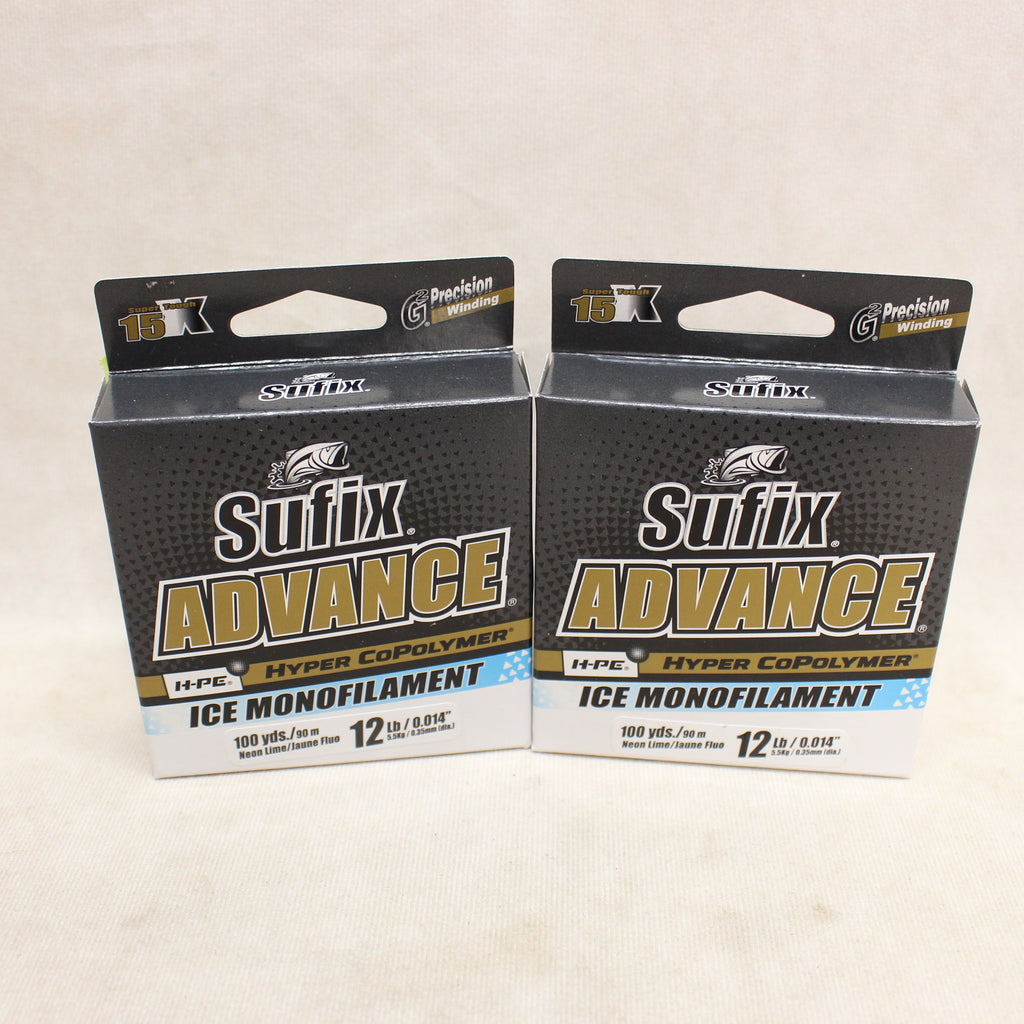 Super Tough
15X
G2® Precision
Winding
Sufix™
Sufix®
ADVANCE®
H-PE® HYPER COPOLYMER®
ICE MONOFILAMENT
100 yds./90 m
Neon Lime/Jaune Fluo
12 Lb / 0.014"
5.5Kg / 0.35mm (dia.)
Super Tough
15X
G2® Precision
Winding
Sufix™
Sufix®
ADVANCE®
H-PE® HYPER COPOLYMER®
ICE MONOFILAMENT
100 yds./90 m
Neon Lime/Jaune Fluo
12 Lb / 0.014"
5.5Kg / 0.35mm (dia.)